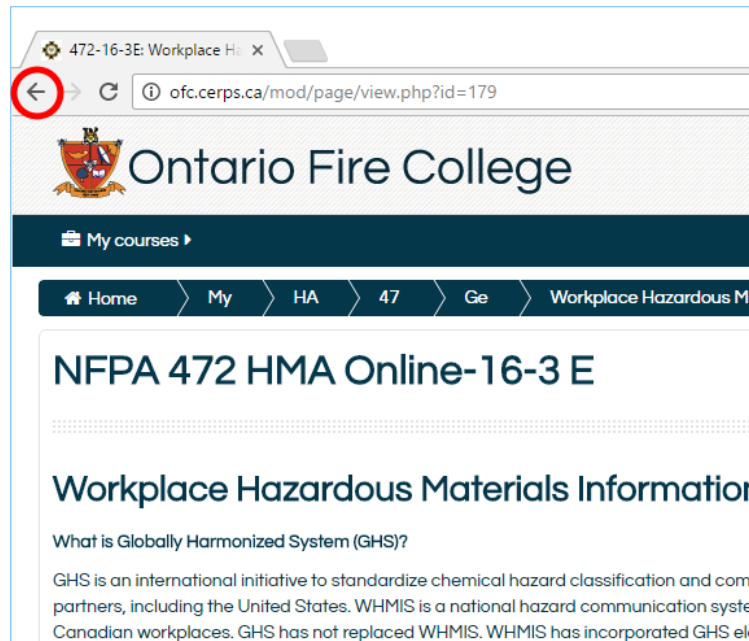 472-16-3E: Workplace Ha
ofc.cerps.ca/mod/page/view.php?id=179
Ontario Fire College
My courses
Home My HA 47 Ge Workplace Hazardous M
NFPA 472 HMA Online-16-3 E
Workplace Hazardous Materials Information
What is Globally Harmonized System (GHS)?
GHS is an international initiative to standardize chemical hazard classification and com
partners, including the United States. WHMIS is a national hazard communication syste
Canadian workplaces. GHS has not replaced WHMIS. WHMIS has incorporated GHS el